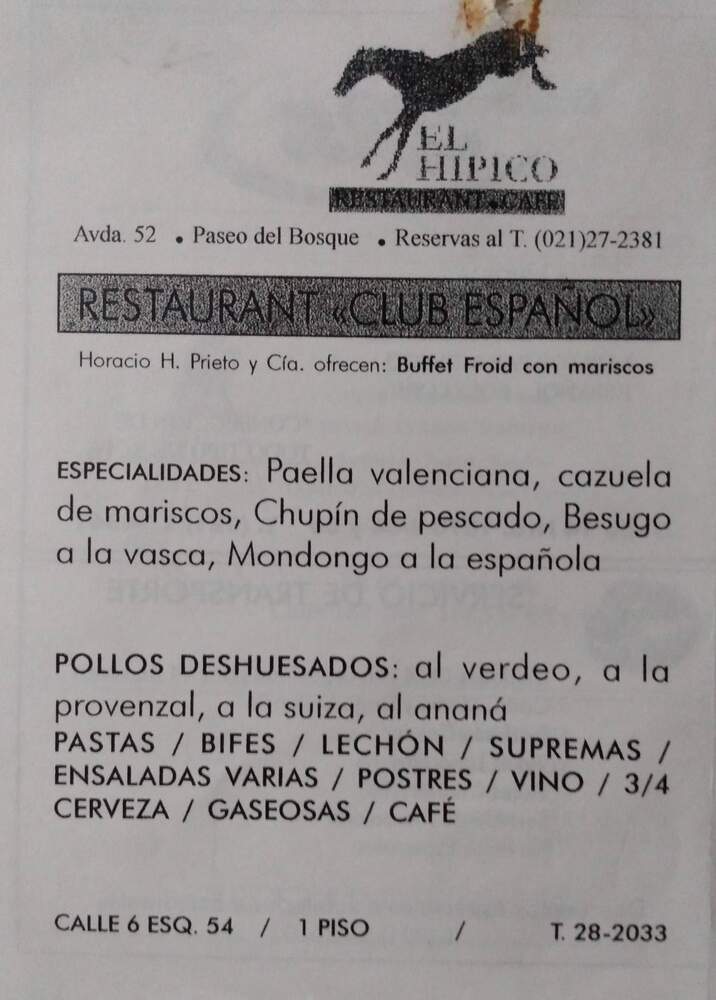 EL
HIPICO
RESTAURANT • CAFE
Avda. 52 • Paseo del Bosque • Reservas al T. (021)27-2381
RESTAURANT «CLUB ESPAÑOL»
Horacio H. Prieto y Cía. ofrecen: Buffet Froid con mariscos
ESPECIALIDADES: Paella valenciana, cazuela
de mariscos, Chupín de pescado, Besugo
a la vasca, Mondongo a la española
SERVICIO DE TRANSPORTE
POLLOS DESHUESADOS: al verdeo, a la
provenzal, a la suiza, al ananá
PASTAS / BIFES / LECHÓN / SUPREMAS /
ENSALADAS VARIAS / POSTRES / VINO / 3/4
CERVEZA / GASEOSAS / CAFÉ
CALLE 6 ESQ. 54 / 1 PISO / T. 28-2033